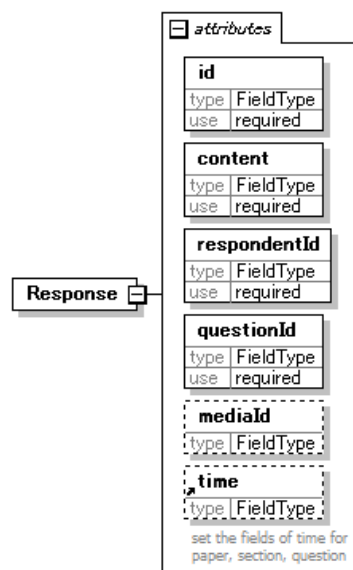 attributes
id
type FieldType
use required
content
type FieldType
use required
respondentId
type FieldType
use required
Response
questionId
type FieldType
use required
mediaId
type FieldType
time
type FieldType
set the fields of time for
paper, section, question